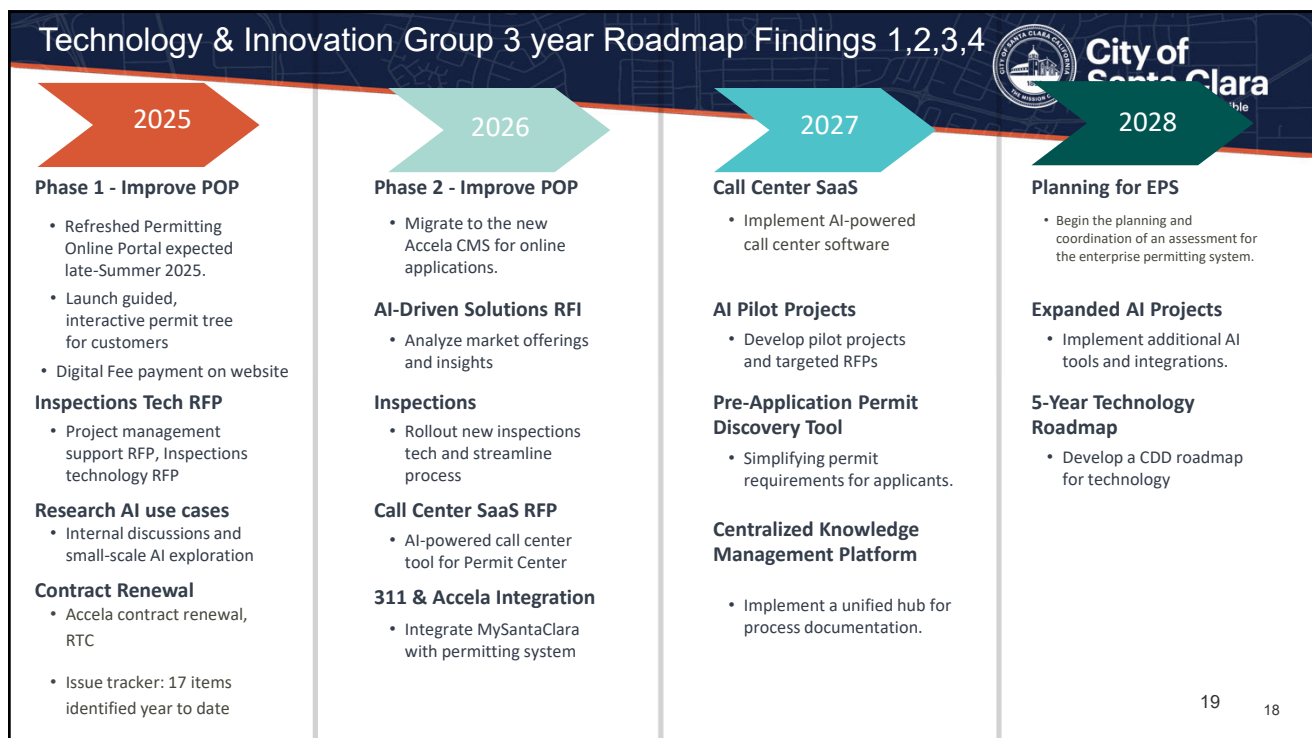 Technology & Innovation Group 3 year Roadmap Findings 1,2,3,4
City of
Santa Clara
2025
Phase 1 - Improve POP
• Refreshed Permitting
Online Portal expected
late-Summer 2025.
• Launch guided,
interactive permit tree
for customers
• Digital Fee payment on website
Inspections Tech RFP
• Project management
support RFP, Inspections
technology RFP
Research AI use cases
• Internal discussions and
small-scale AI exploration
Contract Renewal
• Accela contract renewal,
RTC
• Issue tracker: 17 items
identified year to date
2026
Phase 2 - Improve POP
• Migrate to the new
Accela CMS for online
applications.
AI-Driven Solutions RFI
• Analyze market offerings
and insights
Inspections
• Rollout new inspections
tech and streamline
process
Call Center SaaS RFP
• AI-powered call center
tool for Permit Center
311 & Accela Integration
• Integrate MySantaClara
with permitting system
2027
Call Center SaaS
• Implement AI-powered
call center software
AI Pilot Projects
• Develop pilot projects
and targeted RFPs
Pre-Application Permit
Discovery Tool
• Simplifying permit
requirements for applicants.
Centralized Knowledge
Management Platform
• Implement a unified hub for
process documentation.
2028
Planning for EPS
• Begin the planning and
coordination of an assessment for
the enterprise permitting system.
Expanded AI Projects
• Implement additional AI
tools and integrations.
5-Year Technology
Roadmap
• Develop a CDD roadmap
for technology
19
18